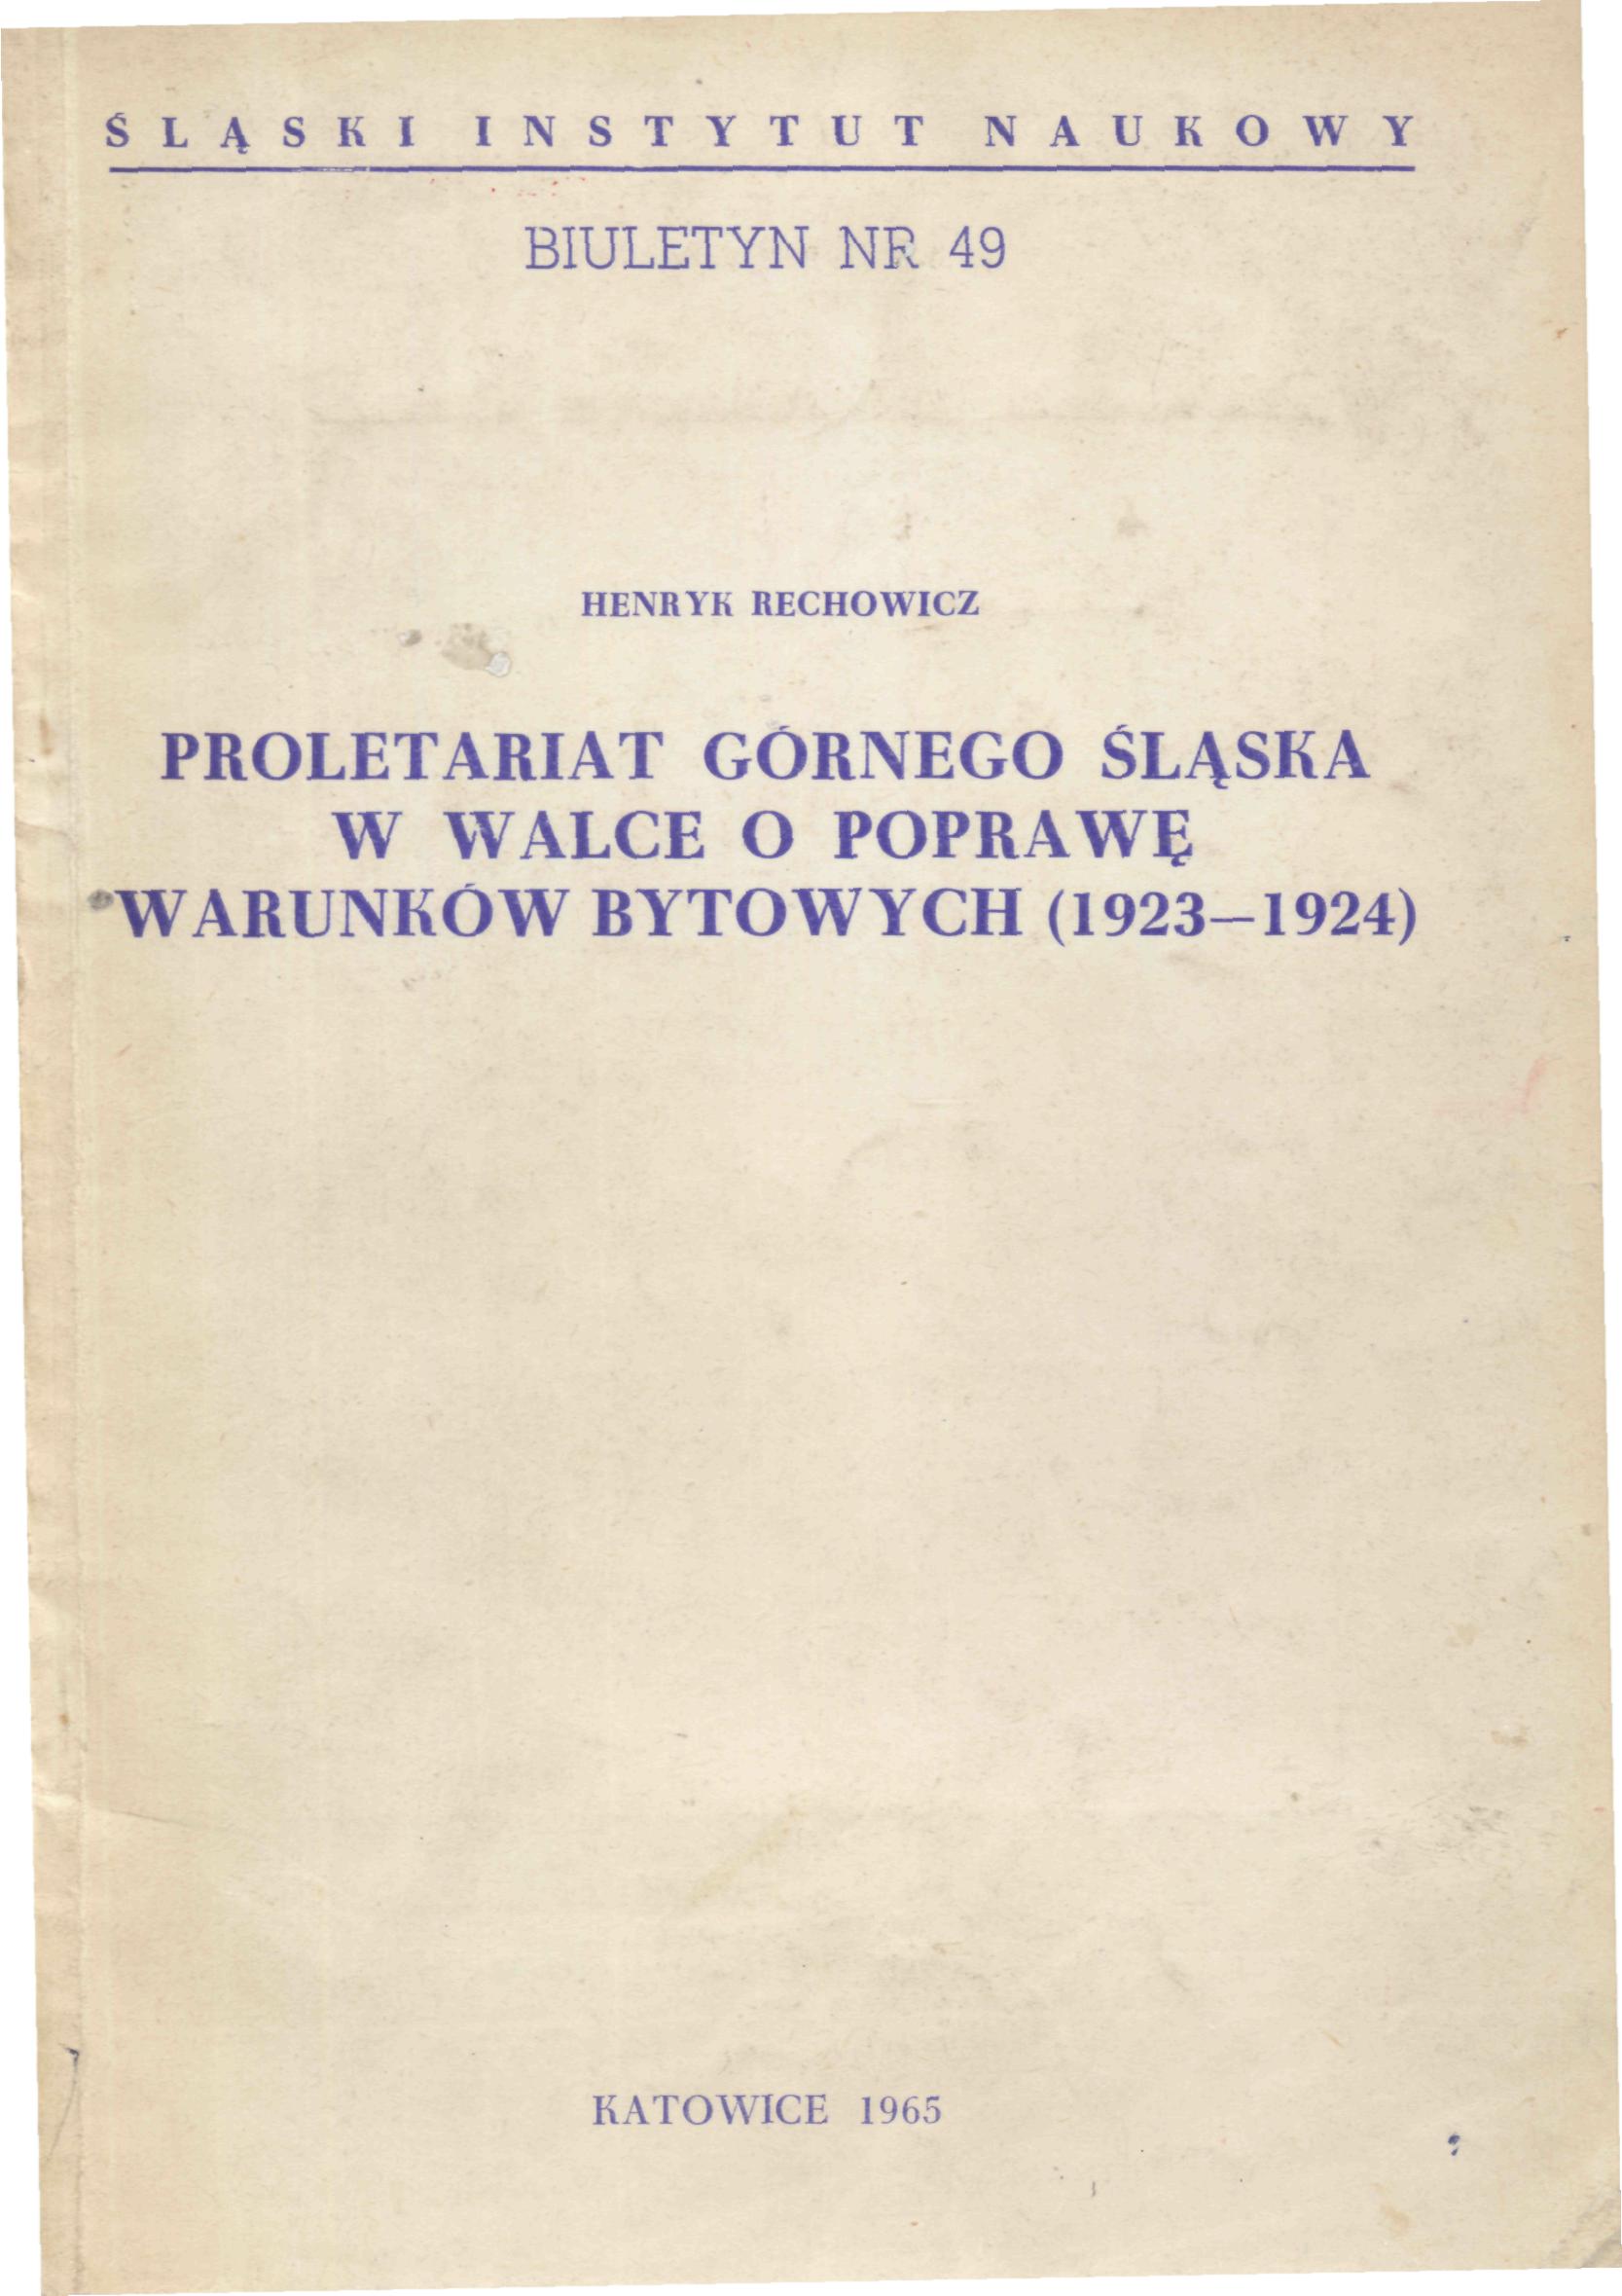 ŚLĄSKI INSTYTUT NAUKOWY
BIULETYN NR 49
HENRYK RECHOWICZ
PROLETARIAT GÓRNEGO ŚLĄSKA
W WALCE O POPRAWĘ
WARUNKÓW BYTOWYCH (1923—1924)
KATOWICE 1965